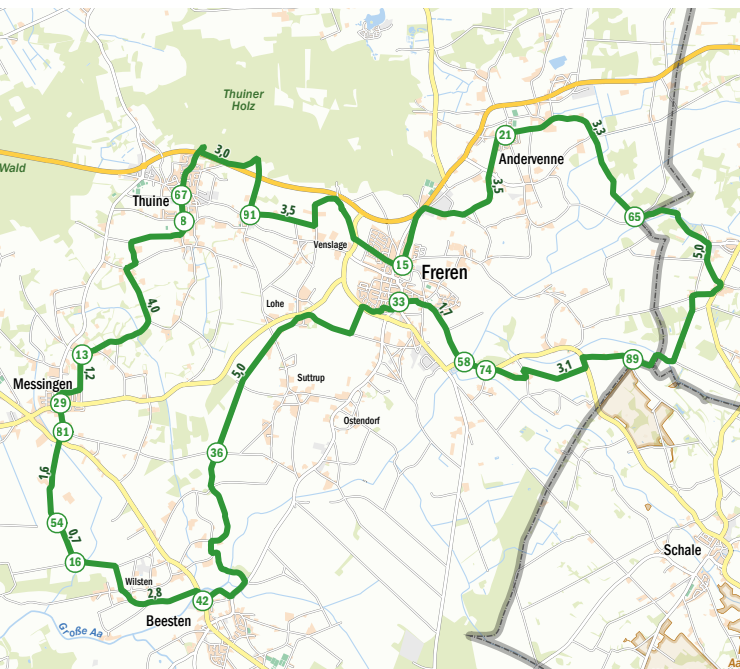 Thuiner
Holz
Wald
3,0
21
3,3
Andervenne
67
Thuine
3,5
8
91
3,5
65
Venslage
5,0
15
Freren
4,0
Lohe
33
1,7
13
1,2
58
74
3,1
89
5,0
Suttrup
Messingen
29
81
Ostendorf
36
1,6
54
0,7
16
Schale
Wilsten
2,8
42
Beesten
Große Aa
Aa